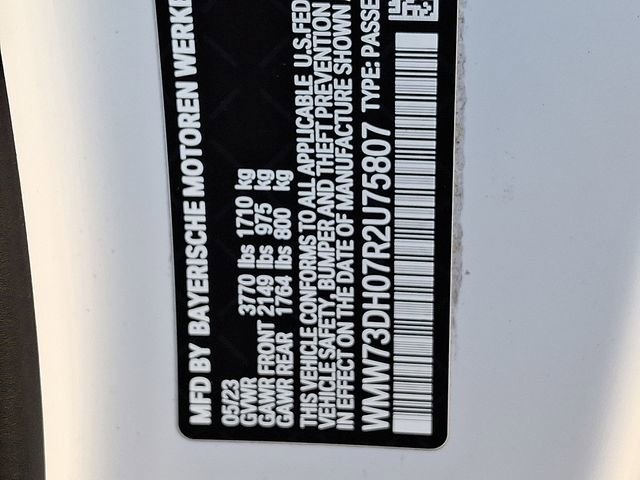 MFD BY BAYERISCHE MOTOREN WERKE
05/23
GVWR 3770 lbs 1710 kg
GAWR FRONT 2149 lbs 975 kg
GAWR REAR 1764 lbs 800 kg
THIS VEHICLE CONFORMS TO ALL APPLICABLE U.S.FED
VEHICLE SAFETY, BUMPER AND THEFT PREVENTION
IN EFFECT ON THE DATE OF MANUFACTURE SHOWN
WMW73DH07R2U75807 TYPE: PASSE